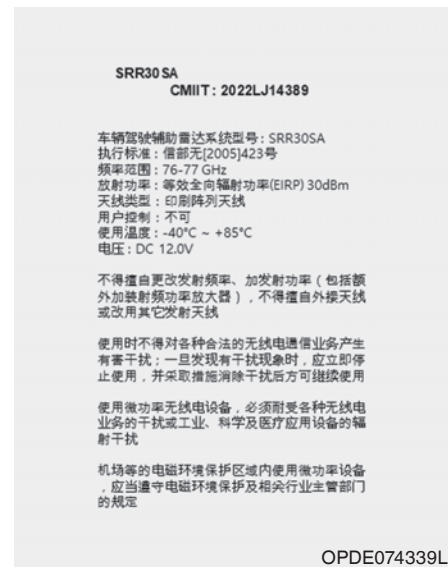 SRR30 SA
CMIIT: 2022LJ14389
车辆驾驶辅助雷达系统型号: SRR30SA
执行标准: 信部无[2005]423号
频率范围: 76-77 GHz
放射功率: 等效全向辐射功率(EIRP) 30dBm
天线类型: 印刷阵列天线
用户控制: 不可
使用温度: -40°C ~ +85°C
电压: DC 12.0V
不得擅自更改发射频率、加发射功率（包括额
外加装射频功率放大器），不得擅自外接天线
或改用其它发射天线
使用时不得对各种合法的无线电通信业务产生
有害干扰；一旦发现有干扰现象时，应立即停
止使用，并采取措施消除干扰后方可继续使用
使用微功率无线电设备，必须耐受各种无线电
业务的干扰或工业、科学及医疗应用设备的辐
射干扰
机场等的电磁环境保护区域内使用微功率设备
，应当遵守电磁环境保护及相关行业主管部门
的规定
OPDE074339L